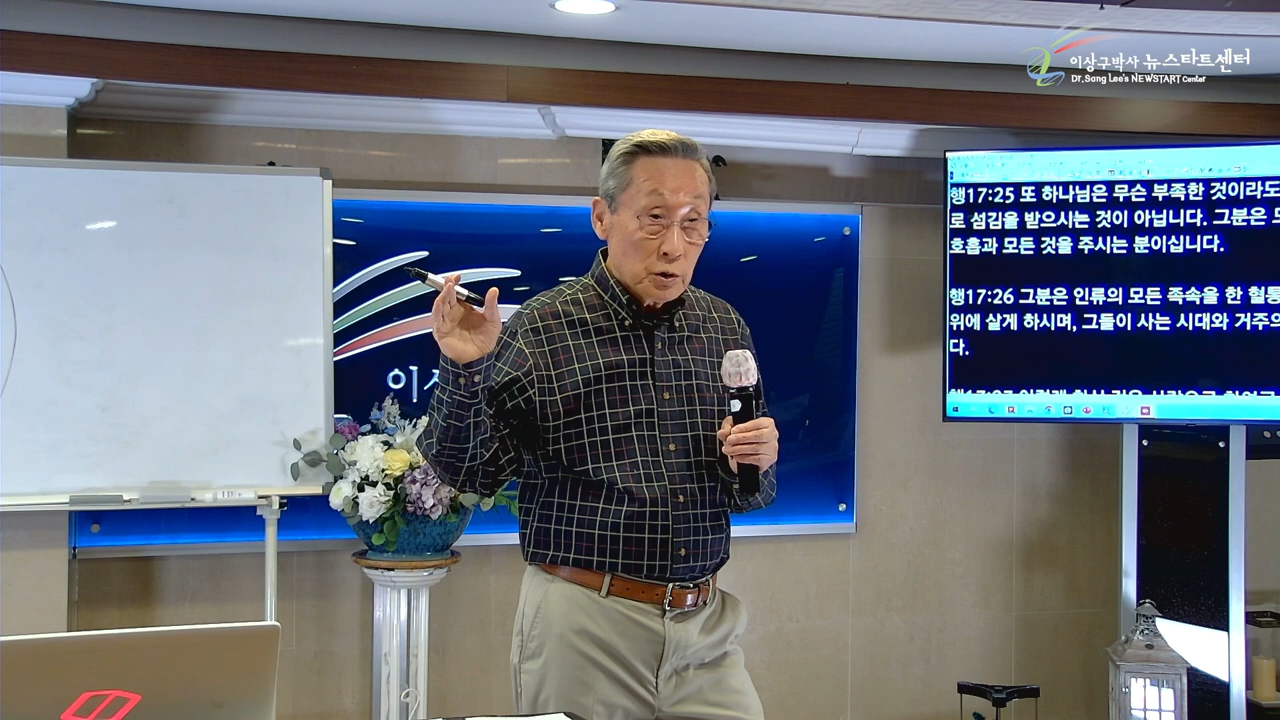 이상구박사 뉴스타트센터
Dr. Sang Lee's NEWSTART Center
행17:25 또 하나님은 무슨 부족한 것이라도
로 섬김을 받으시는 것이 아닙니다. 그분은
호흡과 모든 것을 주시는 분이십니다.
행17:26 그분은 인류의 모든 족속을 한 혈통
위에 살게 하시며, 그들이 사는 시대와 거주의
다.
이